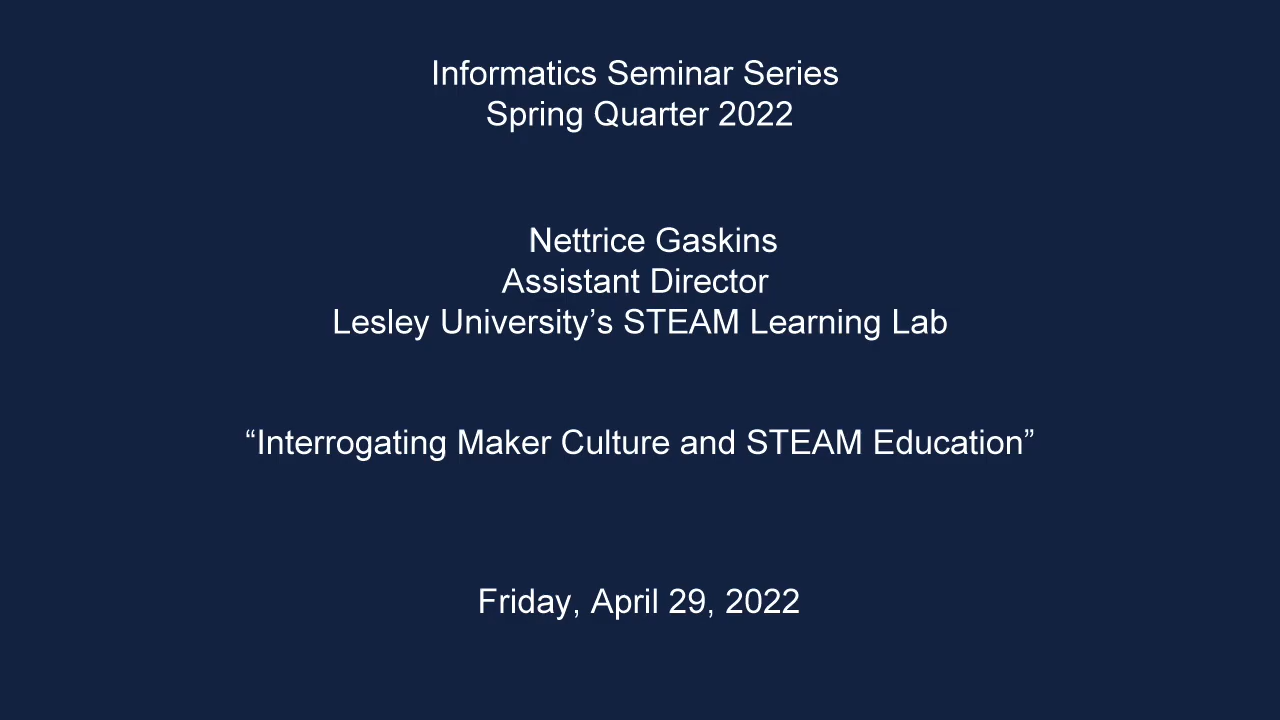 Informatics Seminar Series
Spring Quarter 2022
Nettrice Gaskins
Assistant Director
Lesley University’s STEAM Learning Lab
“Interrogating Maker Culture and STEAM Education”
Friday, April 29, 2022